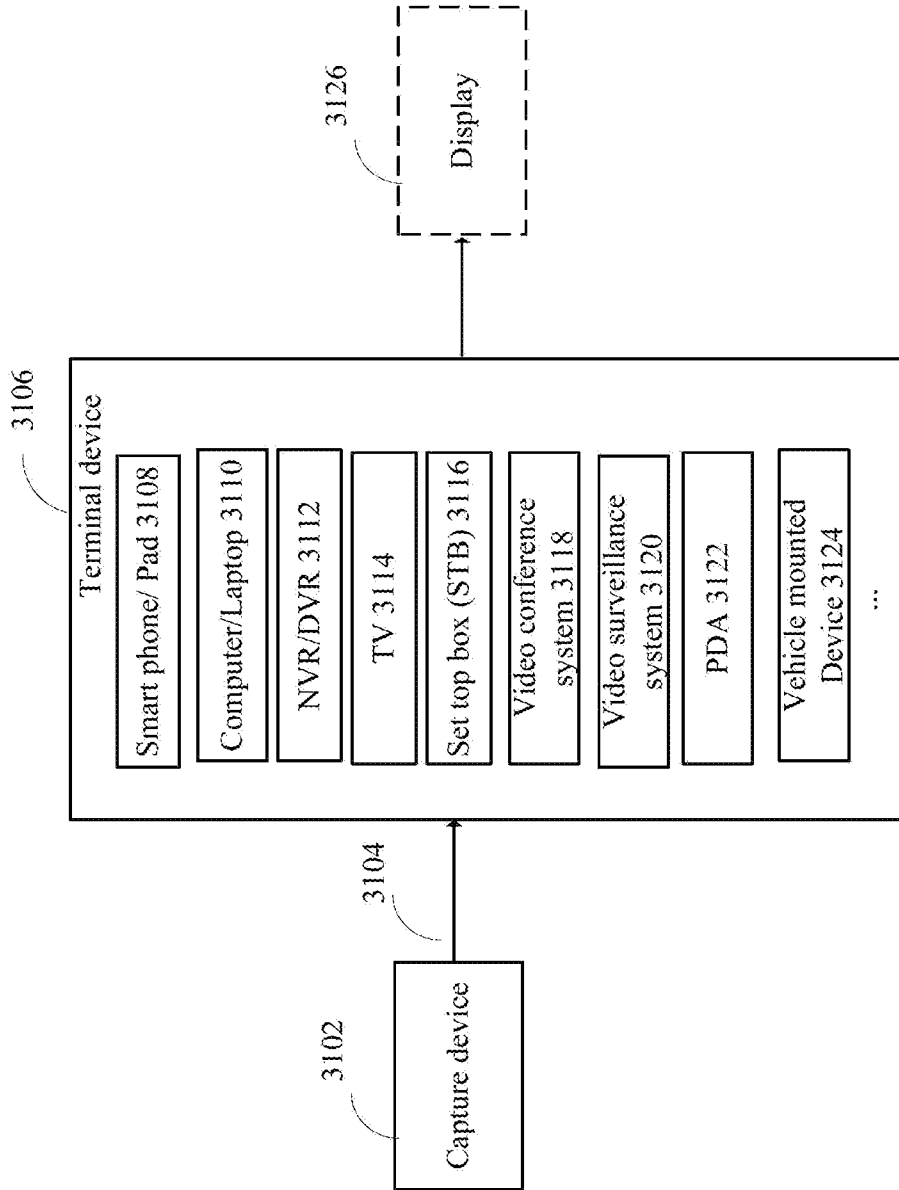 3102
Capture device
3104
3106
Terminal device
Smart phone/ Pad 3108
Computer/Laptop 3110
NVR/DVR 3112
TV 3114
Set top box (STB) 3116
Video conference
system 3118
Video surveillance
system 3120
PDA 3122
Vehicle mounted
Device 3124
...
3126
Display